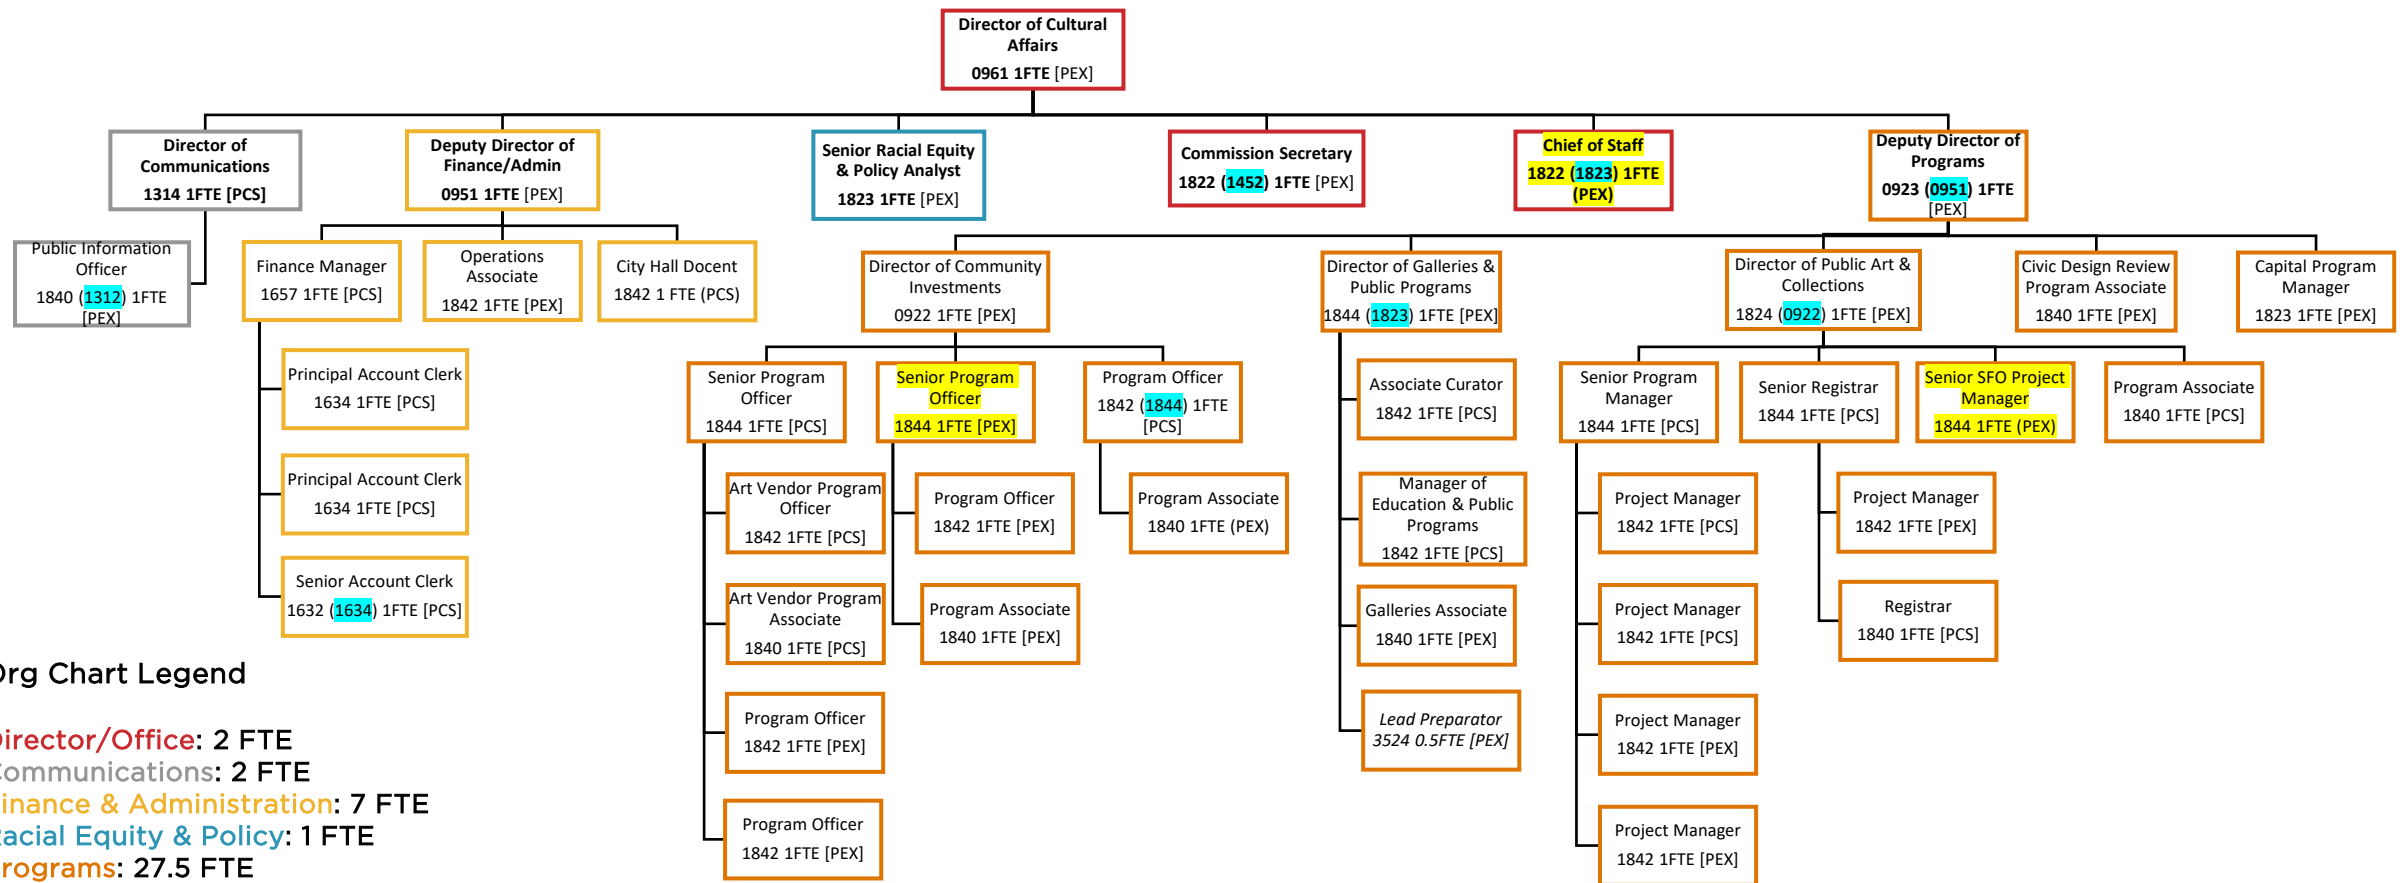 Director of Cultural
Affairs
0961 1FTE [PEX]
Director of
Communications
1314 1FTE [PCS]
Deputy Director of
Finance/Admin
0951 1FTE [PEX]
Senior Racial Equity
& Policy Analyst
1823 1FTE [PEX]
Commission Secretary
1822 (1452) 1FTE [PEX]
Chief of Staff
1822 (1823) 1FTE
(PEX)
Deputy Director of
Programs
0923 (0951) 1FTE
[PEX]
Public Information
Officer
1840 (1312) 1FTE
[PEX]
Finance Manager
1657 1FTE [PCS]
Operations
Associate
1842 1FTE [PEX]
City Hall Docent
1842 1 FTE (PCS)
Director of Community
Investments
0922 1FTE [PEX]
Director of Galleries &
Public Programs
1844 (1823) 1FTE [PEX]
Director of Public Art &
Collections
1824 (0922) 1FTE [PEX]
Civic Design Review
Program Associate
1840 1FTE [PEX]
Capital Program
Manager
1823 1FTE [PEX]
Principal Account Clerk
1634 1FTE [PCS]
Principal Account Clerk
1634 1FTE [PCS]
Senior Account Clerk
1632 (1634) 1FTE [PCS]
Senior Program
Officer
1844 1FTE [PCS]
Senior Program
Officer
1844 1FTE [PEX]
Program Officer
1842 (1844) 1FTE
[PCS]
Art Vendor Program
Officer
1842 1FTE [PCS]
Art Vendor Program
Associate
1840 1FTE [PCS]
Program Officer
1842 1FTE [PEX]
Program Officer
1842 1FTE [PEX]
Program Officer
1842 1FTE [PEX]
Program Associate
1840 1FTE [PEX]
Program Associate
1840 1FTE (PEX)
Associate Curator
1842 1FTE [PCS]
Manager of
Education & Public
Programs
1842 1FTE [PCS]
Galleries Associate
1840 1FTE [PEX]
Lead Preparator
3524 0.5FTE [PEX]
Senior Program
Manager
1844 1FTE [PCS]
Senior Registrar
1844 1FTE [PCS]
Senior SFO Project
Manager
1844 1FTE (PEX)
Program Associate
1840 1FTE [PCS]
Project Manager
1842 1FTE [PCS]
Project Manager
1842 1FTE [PCS]
Project Manager
1842 1FTE [PEX]
Project Manager
1842 1FTE [PEX]
Project Manager
1842 1FTE [PEX]
Registrar
1840 1FTE [PCS]
Org Chart Legend
Director/Office: 2 FTE
Communications: 2 FTE
Finance & Administration: 7 FTE
Racial Equity & Policy: 1 FTE
Programs: 27.5 FTE